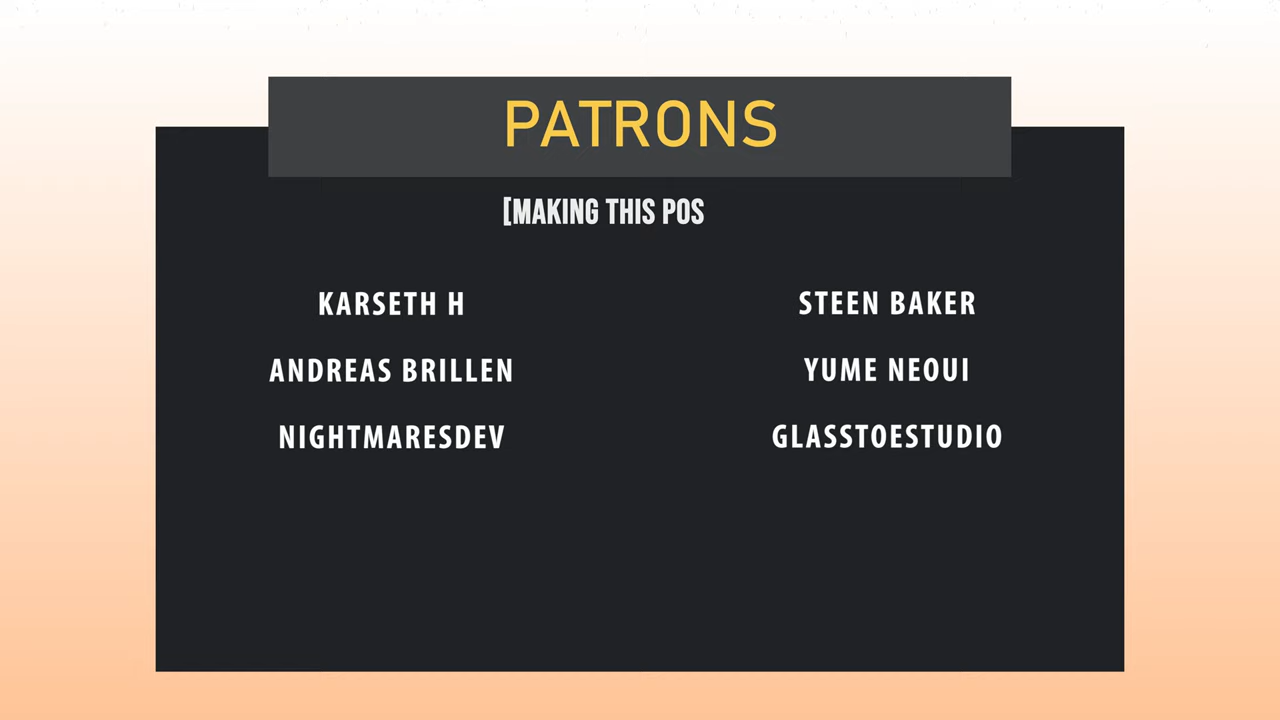 PATRONS
[MAKING THIS POS
KARSETH H
STEEN BAKER
ANDREAS BRILLEN
YUME NEOUI
NIGHTMARESDEV
GLASSTOESTUDIO